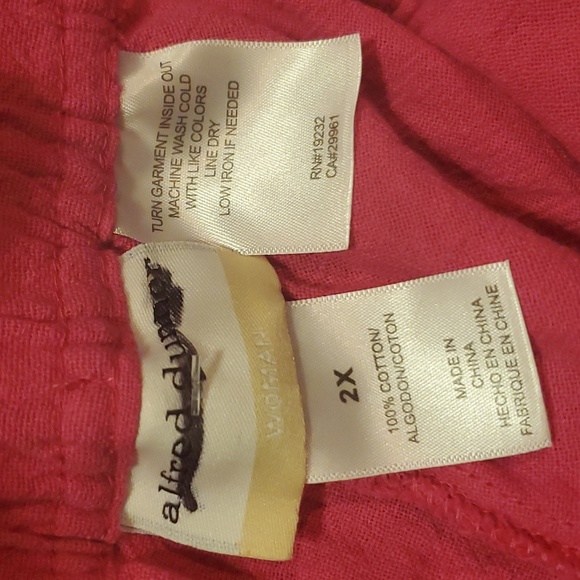 TURN GARMENT INSIDE OUT
MACHINE WASH COLD
WITH LIKE COLORS
LINE DRY
LOW IRON IF NEEDED
RN#19232
CA#29961
alfred dunner
WOMAN
2X
100% COTTON/
ALGODON/COTON
MADE IN
CHINA
HECHO EN CHINA
FABRIQUE EN CHINE